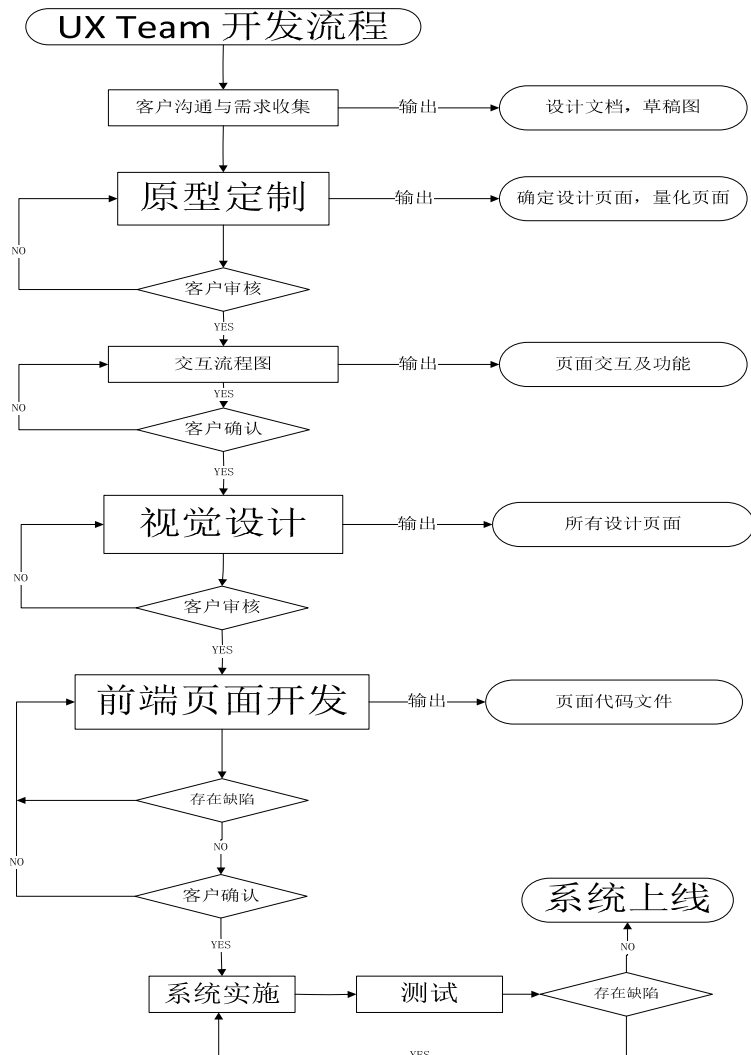 UX Team 开发流程
客户沟通与需求收集
输出
设计文档，草稿图
原型定制
输出
确定设计页面，量化页面
NO
客户审核
YES
交互流程图
输出
页面交互及功能
YES
NO
客户确认
YES
视觉设计
输出
所有设计页面
NO
客户审核
YES
前端页面开发
输出
页面代码文件
存在缺陷
NO
NO
客户确认
系统上线
YES
NO
系统实施
测试
存在缺陷
YES